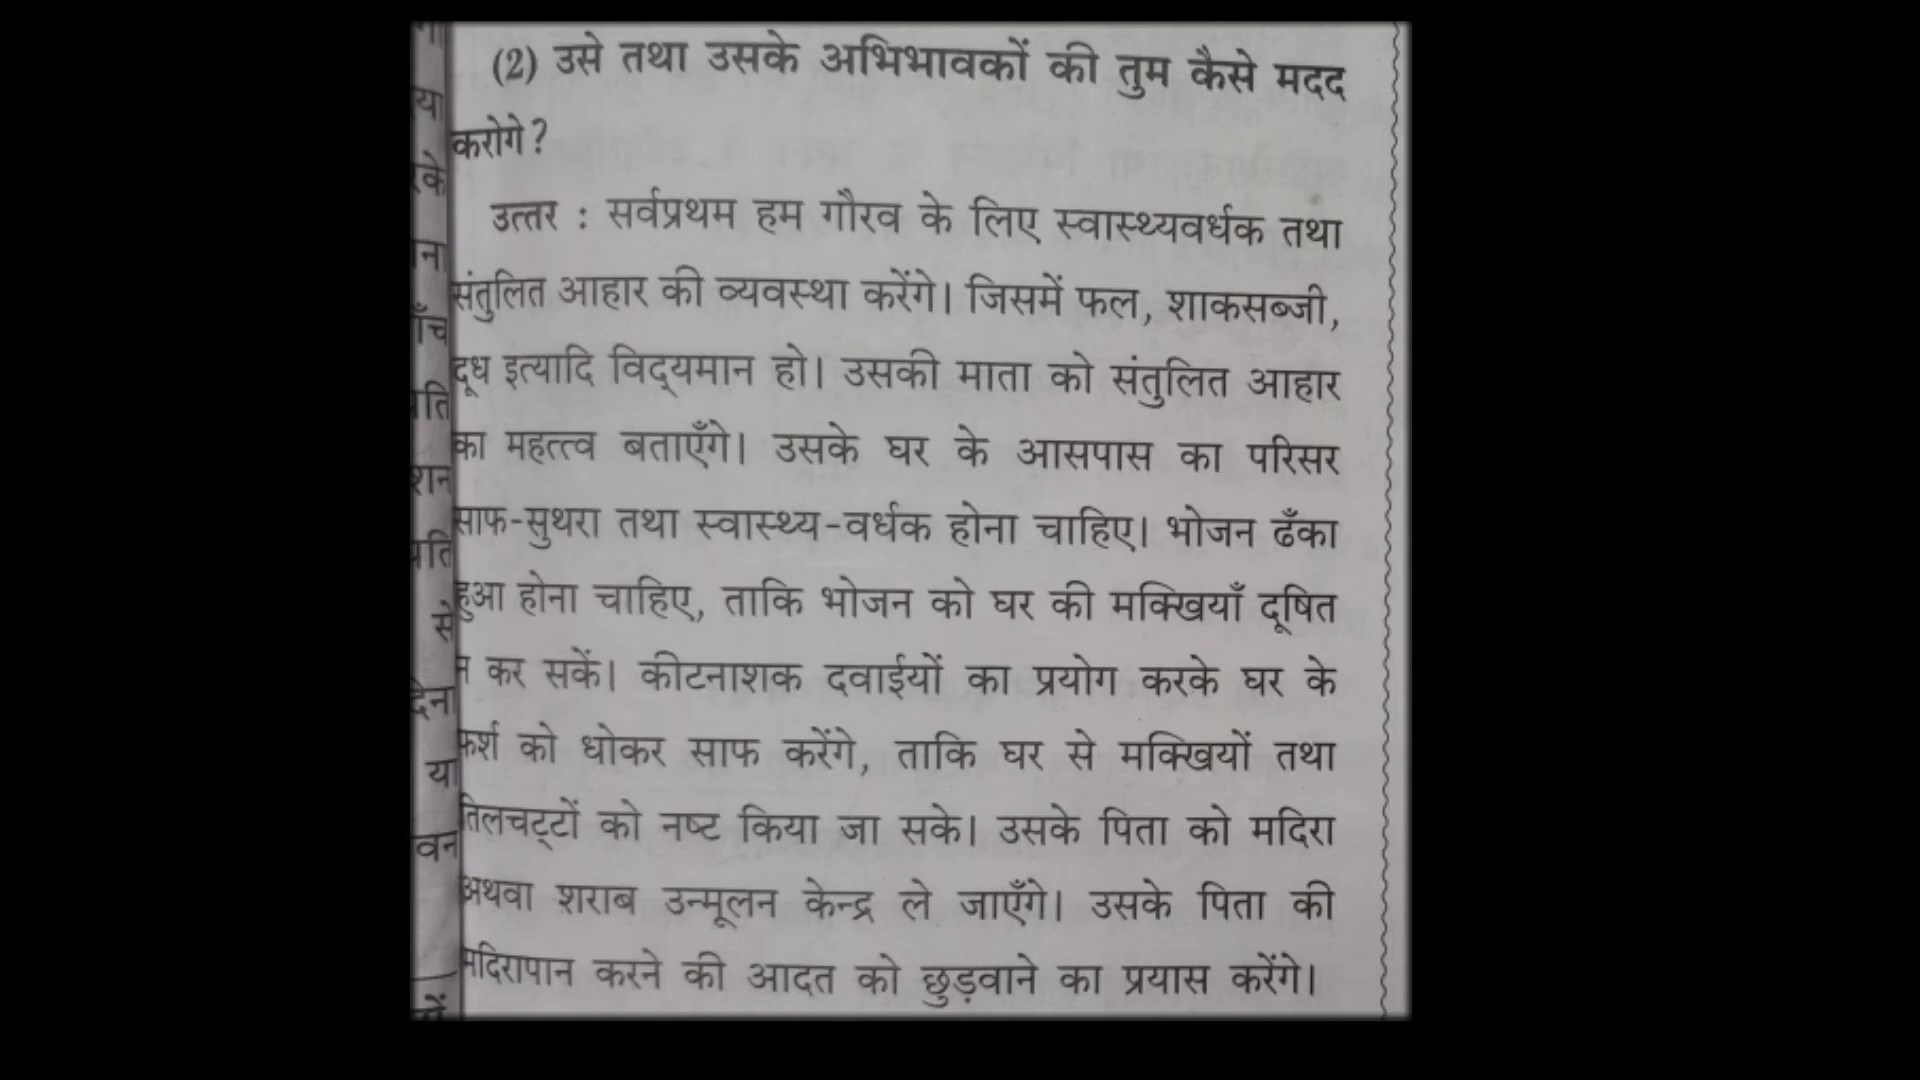 (2) उसे तथा उसके अभिभावकों की तुम कैसे मदद
करोगे?
उत्तर : सर्वप्रथम हम गौरव के लिए स्वास्थ्यवर्धक तथा
संतुलित आहार की व्यवस्था करेंगे। जिसमें फल, शाकसब्जी,
दूध इत्यादि विद्‌यमान हो। उसकी माता को संतुलित आहार
का महत्त्व बताएँगे। उसके घर के आसपास का परिसर
साफ-सुथरा तथा स्वास्थ्य-वर्धक होना चाहिए। भोजन ढँका
हुआ होना चाहिए, ताकि भोजन को घर की मक्खियाँ दूषित
न कर सकें। कीटनाशक दवाईयों का प्रयोग करके घर के
फर्श को धोकर साफ करेंगे, ताकि घर से मक्खियों तथा
तिलचट्‌टों को नष्ट किया जा सके। उसके पिता को मदिरा
अथवा शराब उन्मूलन केन्द्र ले जाएँगे। उसके पिता की
मदिरापान करने की आदत को छुड़वाने का प्रयास करेंगे।